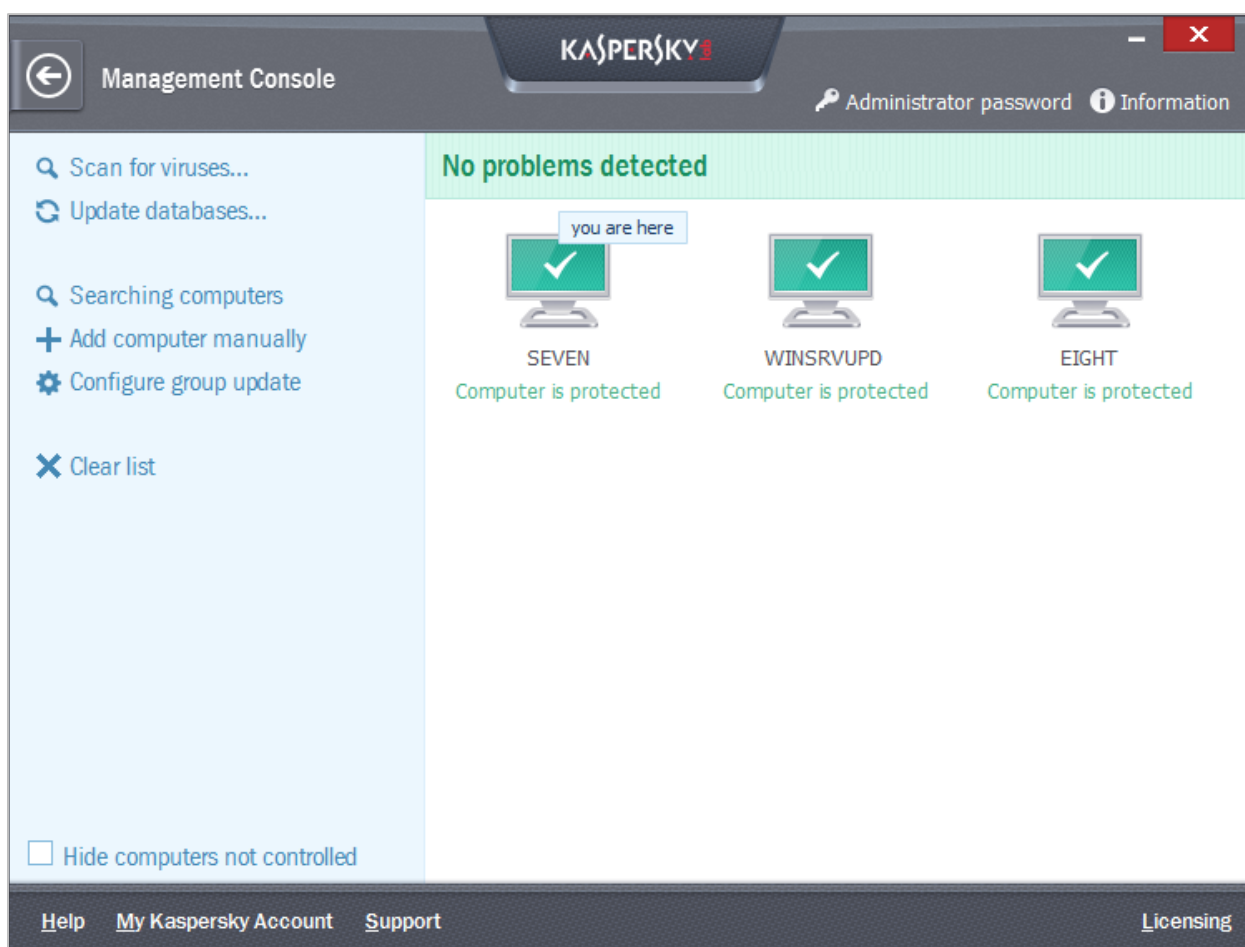 KASPERSKY lab
Management Console
Administrator password
Information
Scan for viruses...
Update databases...
Searching computers
Add computer manually
Configure group update
Clear list
Hide computers not controlled
No problems detected
you are here
SEVEN
Computer is protected
WINSRVUPD
Computer is protected
EIGHT
Computer is protected
Help My Kaspersky Account Support Licensing